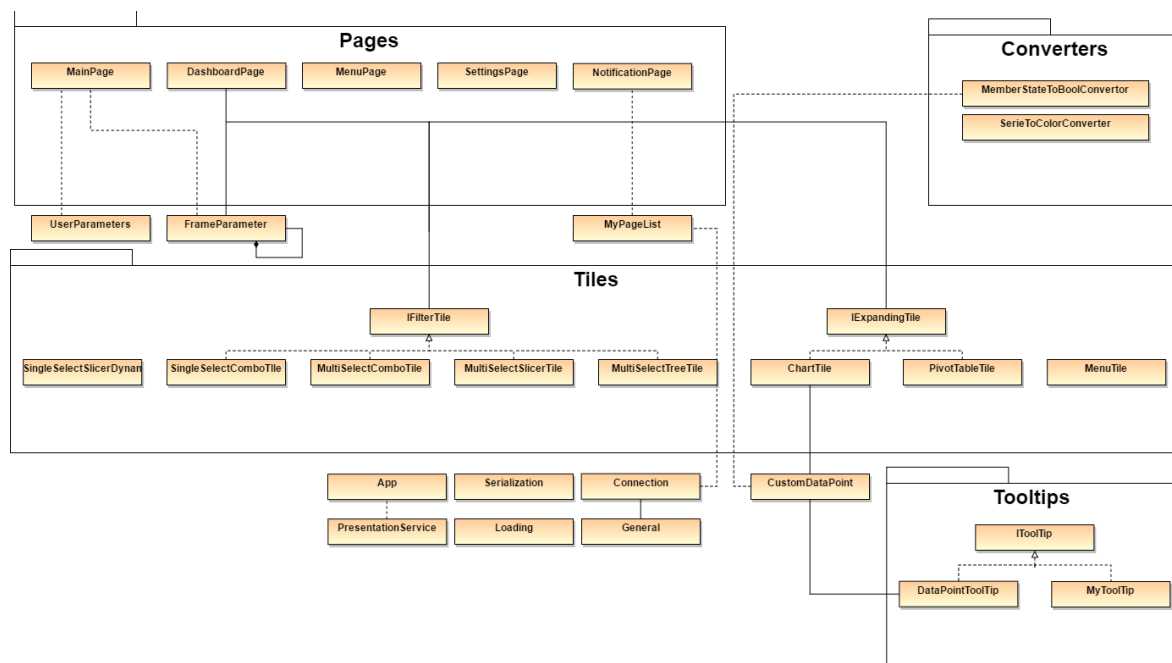 Pages
Converters
MainPage
DashboardPage
MenuPage
SettingsPage
NotificationPage
MemberStateToBoolConvertor
SerieToColorConverter
UserParameters
FrameParameter
MyPageList
Tiles
IFilterTile
IExpandingTile
SingleSelectSlicerDynan
SingleSelectComboTIle
MultiSelectComboTile
MultiSelectSlicerTile
MultiSelectTreeTile
ChartTile
PivotTableTile
MenuTile
App
Serialization
Connection
CustomDataPoint
Tooltips
PresentationService
Loading
General
IToolTip
DataPointToolTip
MyToolTip